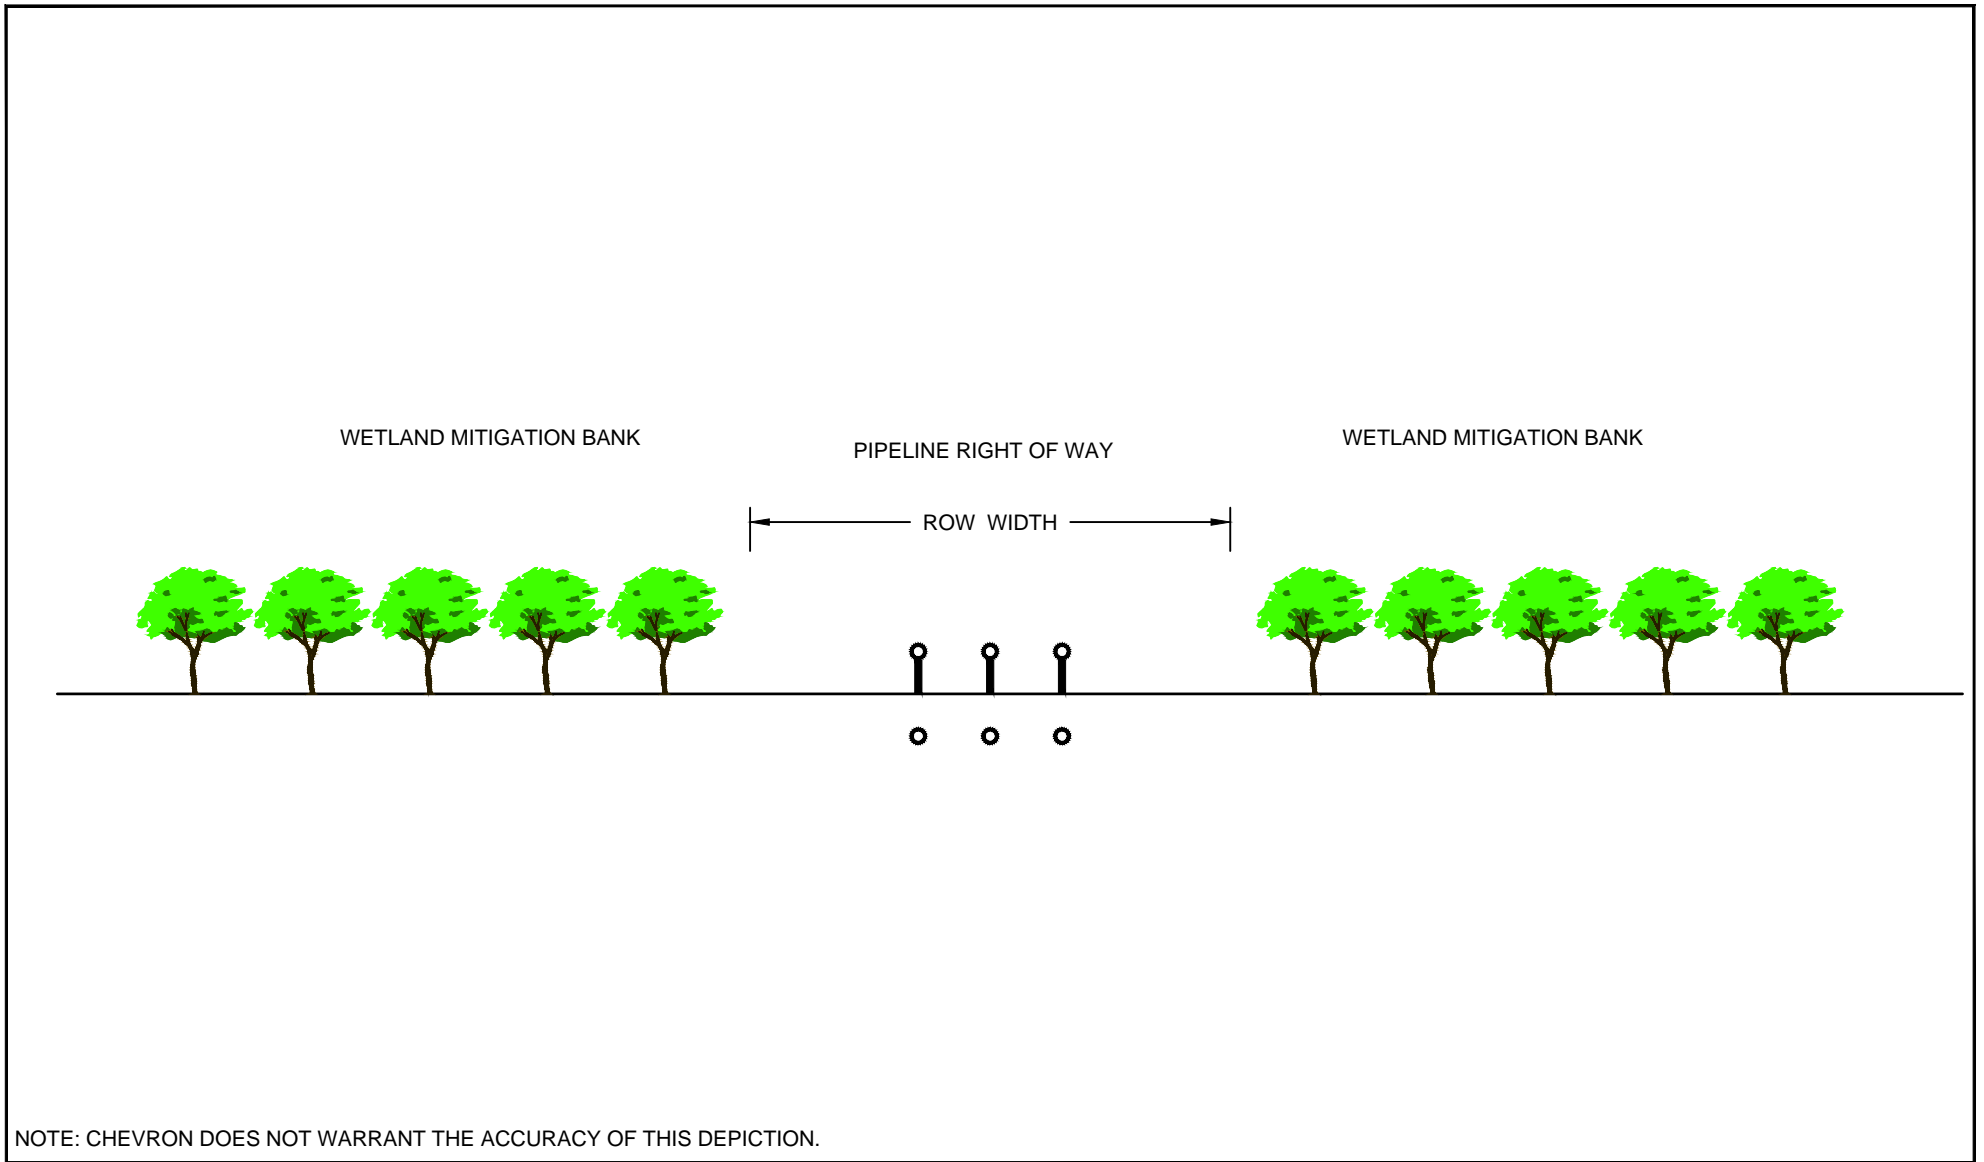 WETLAND MITIGATION BANK
PIPELINE RIGHT OF WAY
WETLAND MITIGATION BANK
ROW WIDTH
NOTE: CHEVRON DOES NOT WARRANT THE ACCURACY OF THIS DEPICTION.